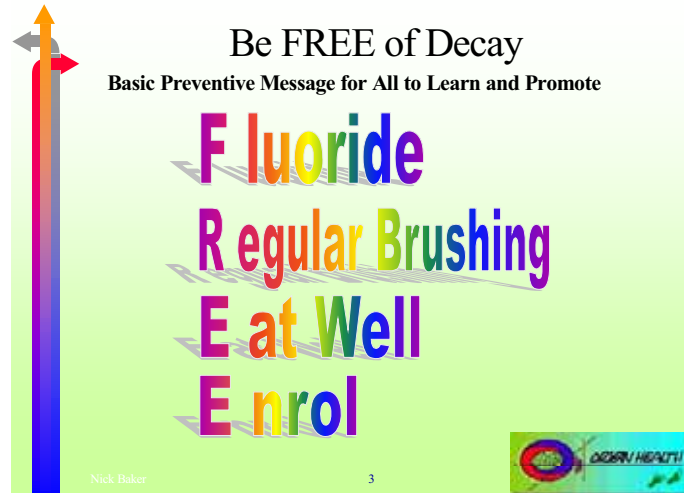 Be FREE of Decay
Basic Preventive Message for All to Learn and Promote
F luoride
R egular Brushing
E at Well
E nrol
Nick Baker
3
HEALTH